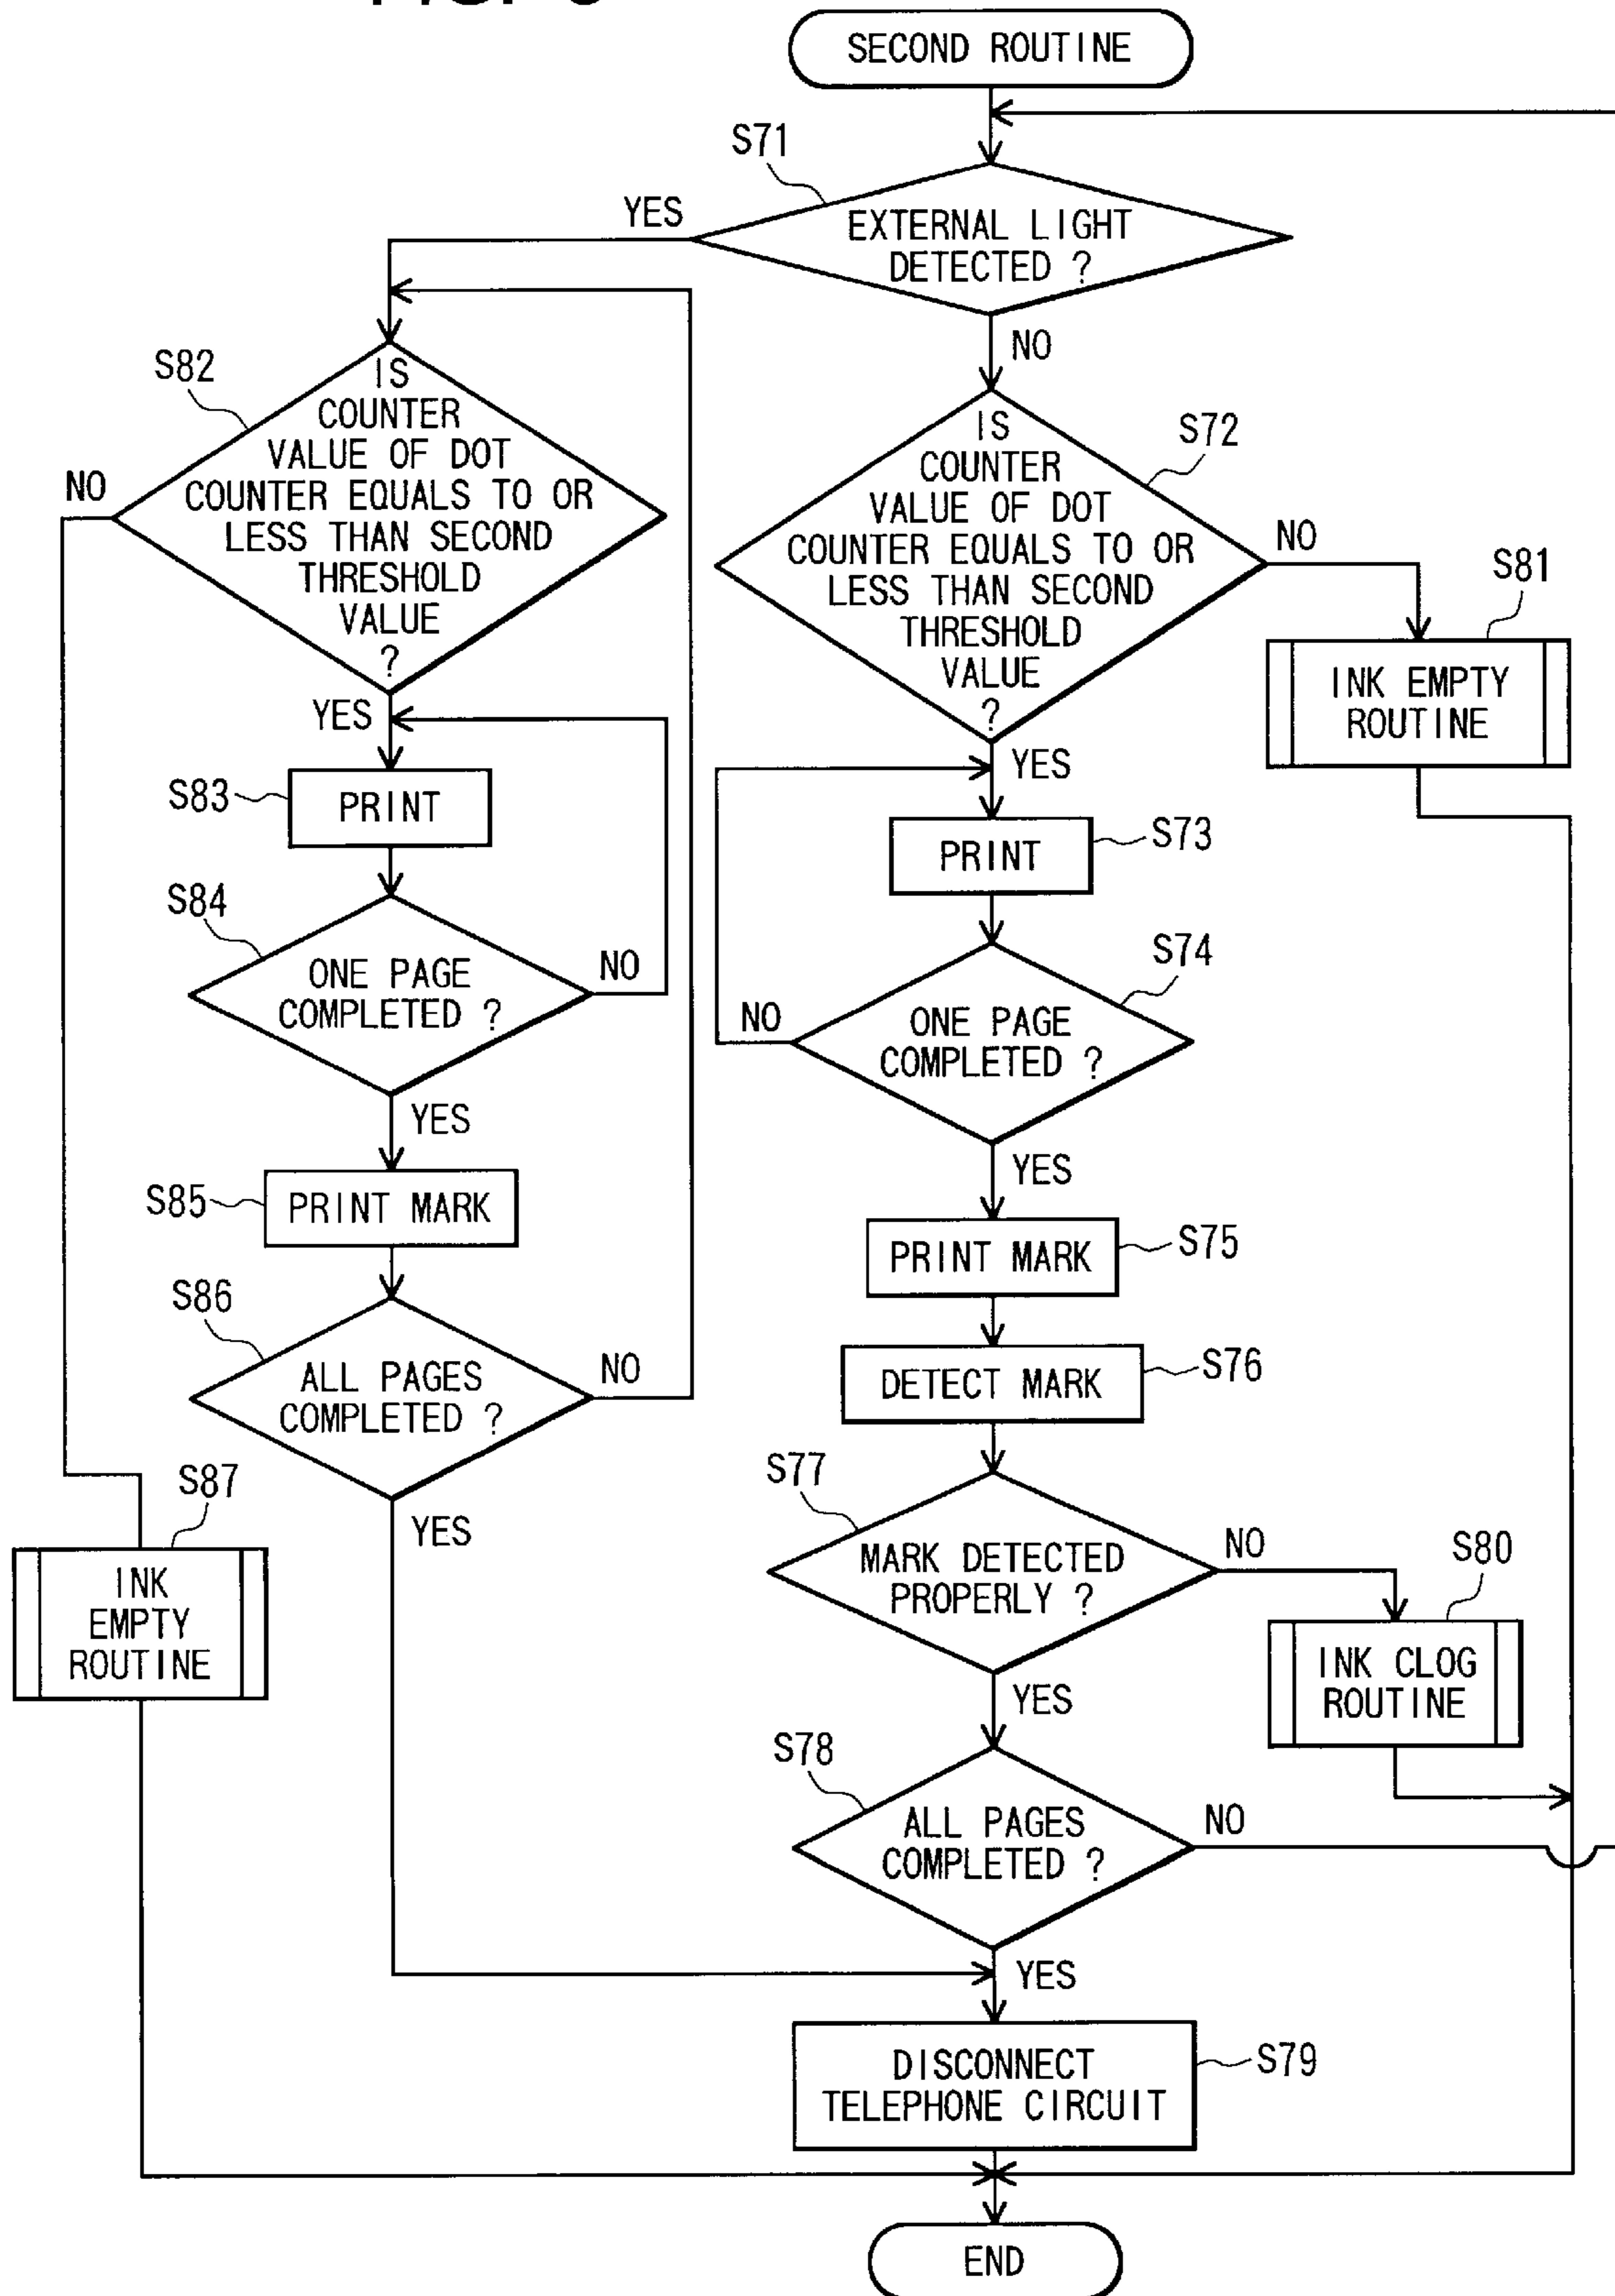 SECOND ROUTINE
S71
YES
EXTERNAL LIGHT
DETECTED ?
NO
S82
IS
COUNTER
VALUE OF DOT
COUNTER EQUALS TO OR
LESS THAN SECOND
THRESHOLD
VALUE
?
NO
YES
S72
IS
COUNTER
VALUE OF DOT
COUNTER EQUALS TO OR
LESS THAN SECOND
THRESHOLD
VALUE
?
NO
YES
S81
INK EMPTY
ROUTINE
S83
PRINT
S73
PRINT
S84
ONE PAGE
COMPLETED ?
NO
YES
S74
ONE PAGE
COMPLETED ?
NO
YES
S85
PRINT MARK
S75
PRINT MARK
S86
ALL PAGES
COMPLETED ?
NO
YES
S76
DETECT MARK
S77
MARK DETECTED
PROPERLY ?
NO
YES
S87
INK
EMPTY
ROUTINE
S80
INK CLOG
ROUTINE
S78
ALL PAGES
COMPLETED ?
NO
YES
S79
DISCONNECT
TELEPHONE CIRCUIT
END